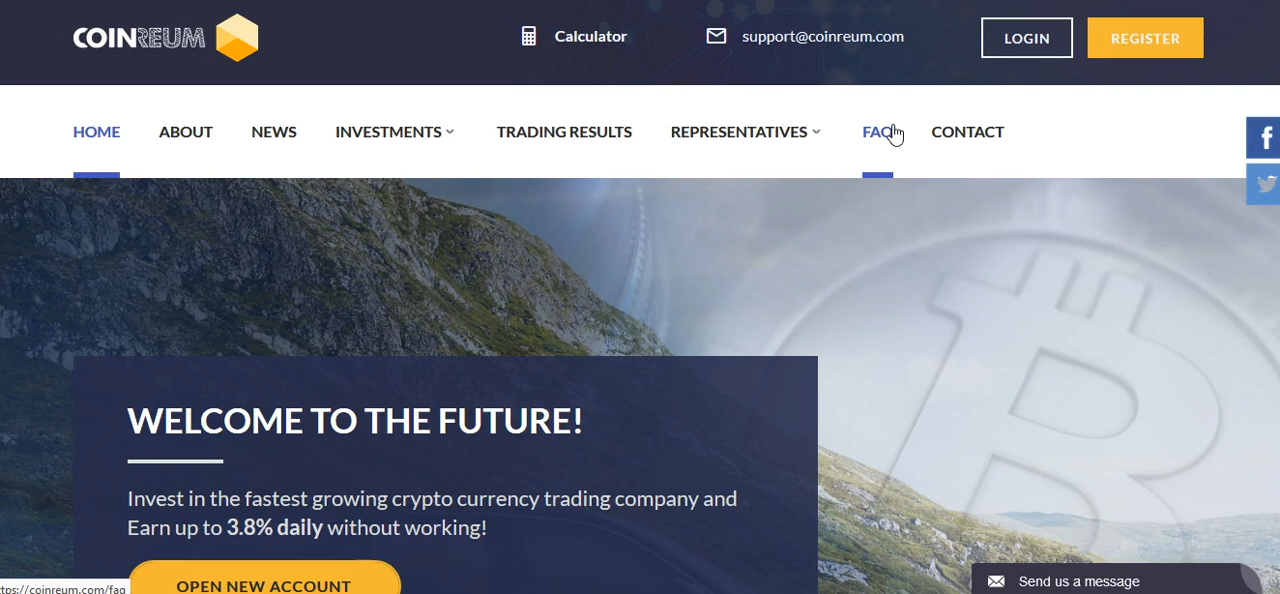 COINREUM
Calculator
support@coinreum.com
LOGIN
REGISTER
HOME
ABOUT
NEWS
INVESTMENTS
TRADING RESULTS
REPRESENTATIVES
FAQ
CONTACT
WELCOME TO THE FUTURE!
Invest in the fastest growing crypto currency trading company and
Earn up to 3.8% daily without working!
OPEN NEW ACCOUNT
ttps://coinreum.com/faq
Send us a message